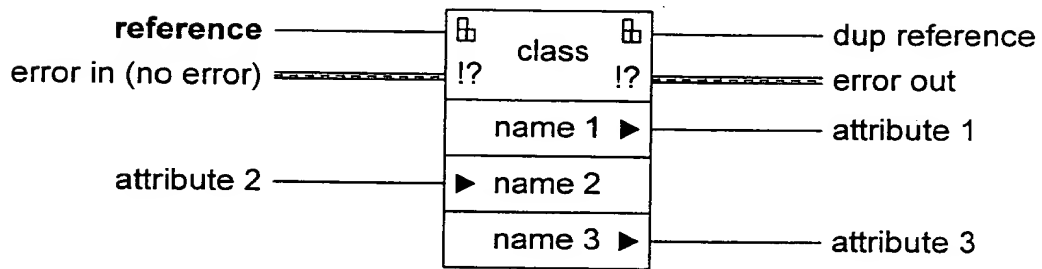 reference
class
dup reference
error in (no error)
!?
!?
error out
name 1
attribute 1
attribute 2
name 2
name 3
attribute 3